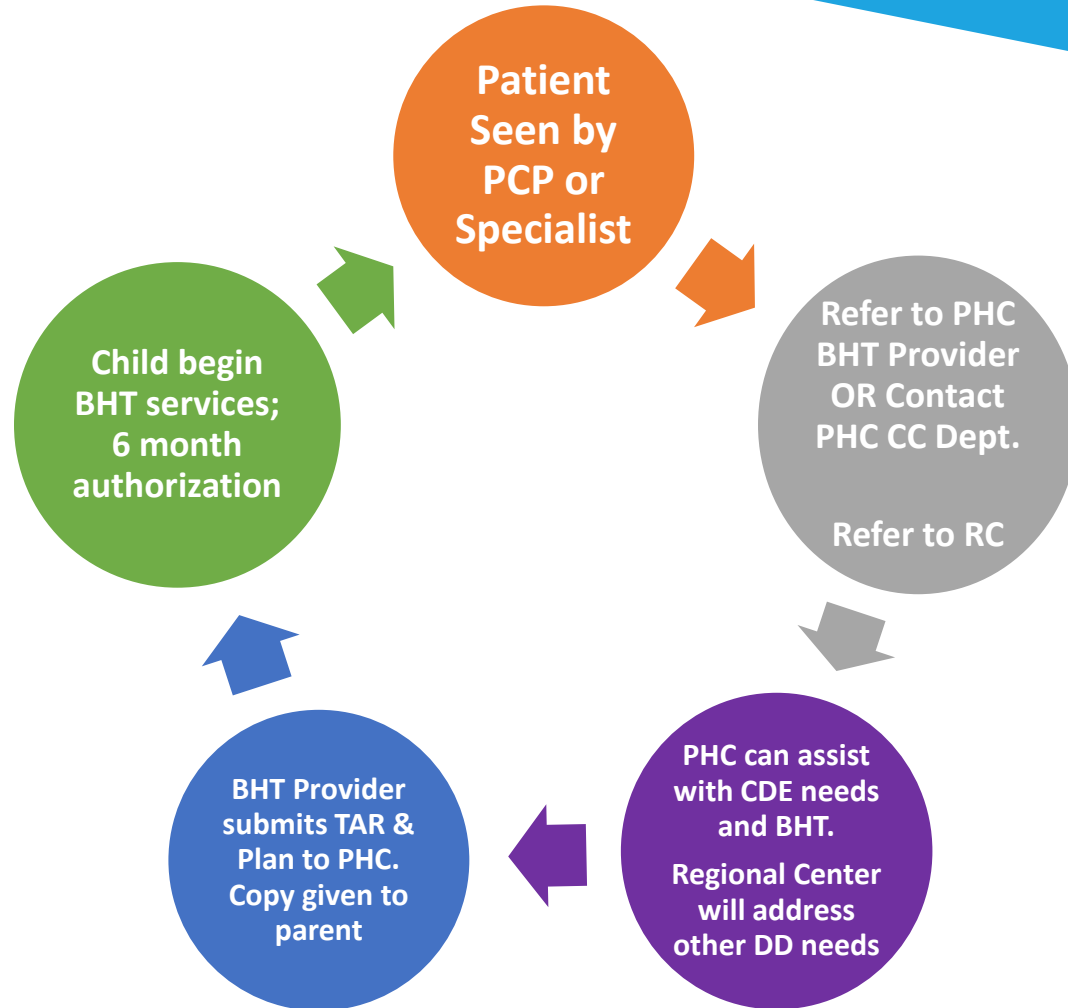 Patient
Seen by
PCP or
Specialist
Refer to PHC
BHT Provider
OR Contact
PHC CC Dept.
Refer to RC
PHC can assist
with CDE needs
and BHT.
Regional Center
will address
other DD needs
BHT Provider
submits TAR &
Plan to PHC.
Copy given to
parent
Child begin
BHT services;
6 month
authorization